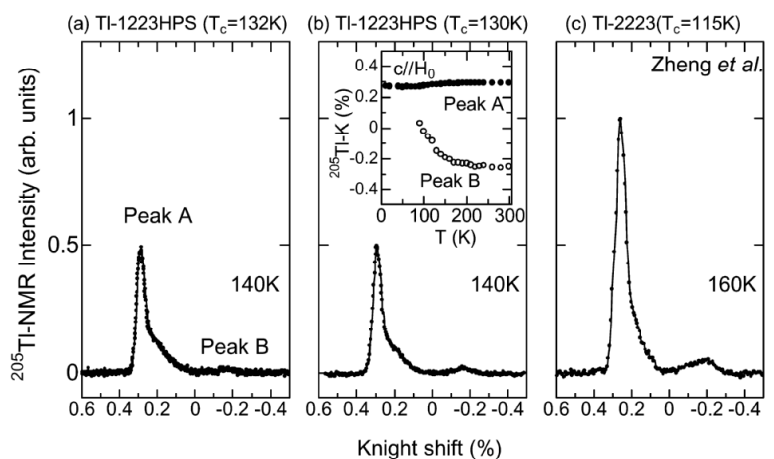 (a) Tl-1223HPS (Tc=132K)
(b) Tl-1223HPS (Tc=130K)
(c) Tl-2223(Tc=115K)
205Tl-NMR Intensity (arb. units)
1
0.5
0
Peak A
140K
Peak B
0.6 0.4 0.2 0 -0.2 -0.4
205Tl-K (%)
0.4
0.2
0
-0.2
-0.4
c//H0
Peak A
Peak B
0 100 200 300
T (K)
140K
0.6 0.4 0.2 0 -0.2 -0.4
Zheng et al.
160K
0.6 0.4 0.2 0 -0.2 -0.4
Knight shift (%)